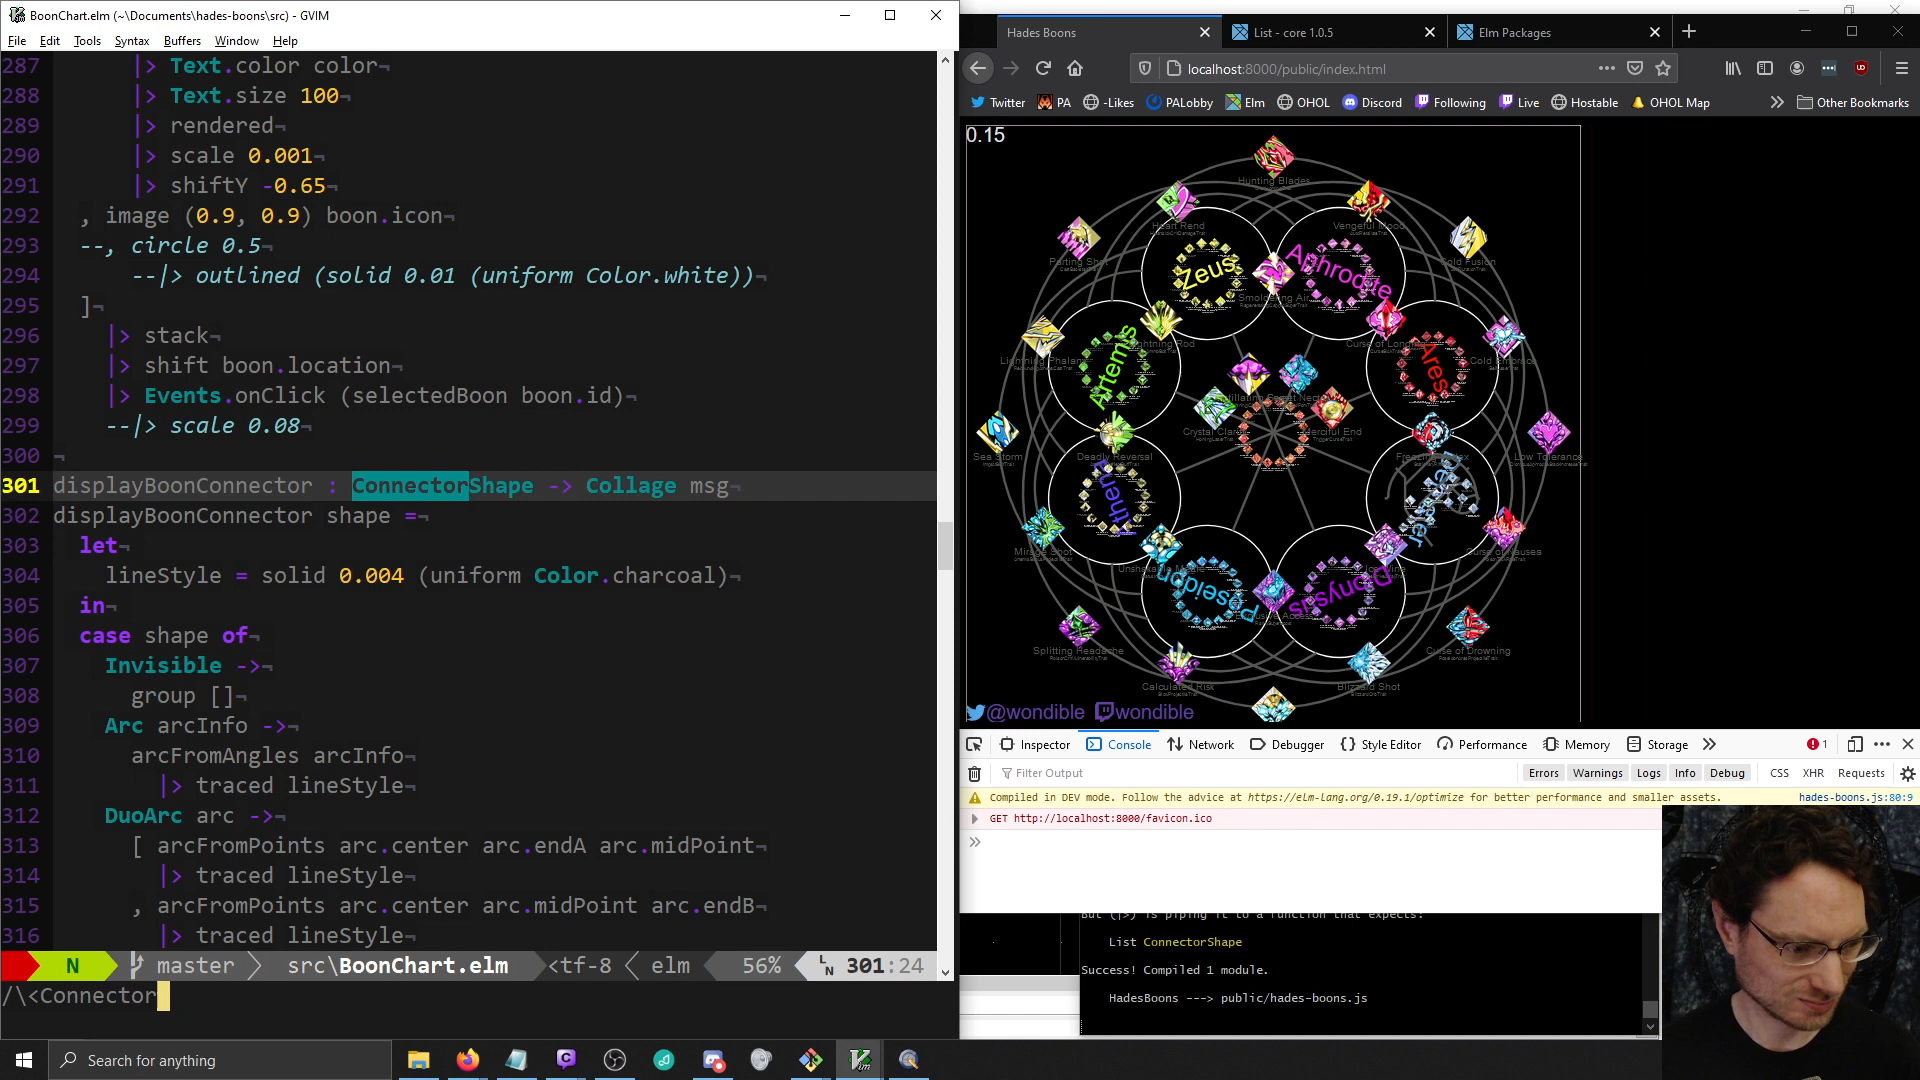 BoonChart.elm (~\Documents\hades-boons\src) - GVIM
File Edit Tools Syntax Buffers Window Help
287 |> Text.color color¬
288 |> Text.size 100¬
289 |> rendered¬
290 |> scale 0.001¬
291 |> shiftY -0.65¬
292 , image (0.9, 0.9) boon.icon¬
293 --, circle 0.5¬
294 --|> outlined (solid 0.01 (uniform Color.white))¬
295 ]¬
296 |> stack¬
297 |> shift boon.location¬
298 |> Events.onClick (selectedBoon boon.id)¬
299 --|> scale 0.08¬
300 ¬
301 displayBoonConnector : ConnectorShape -> Collage msg¬
302 displayBoonConnector shape =¬
303 let¬
304 lineStyle = solid 0.004 (uniform Color.charcoal)¬
305 in¬
306 case shape of¬
307 Invisible ->¬
308 group []¬
309 Arc arcInfo ->¬
310 arcFromAngles arcInfo¬
311 |> traced lineStyle¬
312 DuoArc arc ->¬
313 [ arcFromPoints arc.center arc.endA arc.midPoint¬
314 |> traced lineStyle¬
315 , arcFromPoints arc.center arc.midPoint arc.endB¬
316 |> traced lineStyle¬
N master src\BoonChart.elm <tf-8 elm 56% LN 301:24
/\<Connector
Search for anything
Hades Boons
List - core 1.0.5
Elm Packages
localhost:8000/public/index.html
Twitter PA -Likes PALobby Elm OHOL Discord Following Live Hostable OHOL Map Other Bookmarks
0.15
Hunting Blades
Heart Rend
Vengeful Mood
Parting Shot
Cold Fusion
Zeus
Aphrodite
Smoldering Air
Lightning Rod
Lightning Phalanx
Artemis
Ares
Cold Embrace
Crystal Clarity
Merciful End
Sea Storm
Deadly Reversal
Low Tolerance
Mirage Shot
Curse of Nausea
Poseidon
Dionysus
Splitting Headache
Curse of Drowning
Calculated Risk
Blizzard Shot
@wondible wondible
Inspector Console Network Debugger Style Editor Performance Memory Storage 1
Filter Output
Errors Warnings Logs Info Debug CSS XHR Requests
Compiled in DEV mode. Follow the advice at https://elm-lang.org/0.19.1/optimize for better performance and smaller assets. hades-boons.js:80:9
GET http://localhost:8000/favicon.ico
But (|>) is piping it to a function that expects:
List ConnectorShape
Success! Compiled 1 module.
HadesBoons ---> public/hades-boons.js